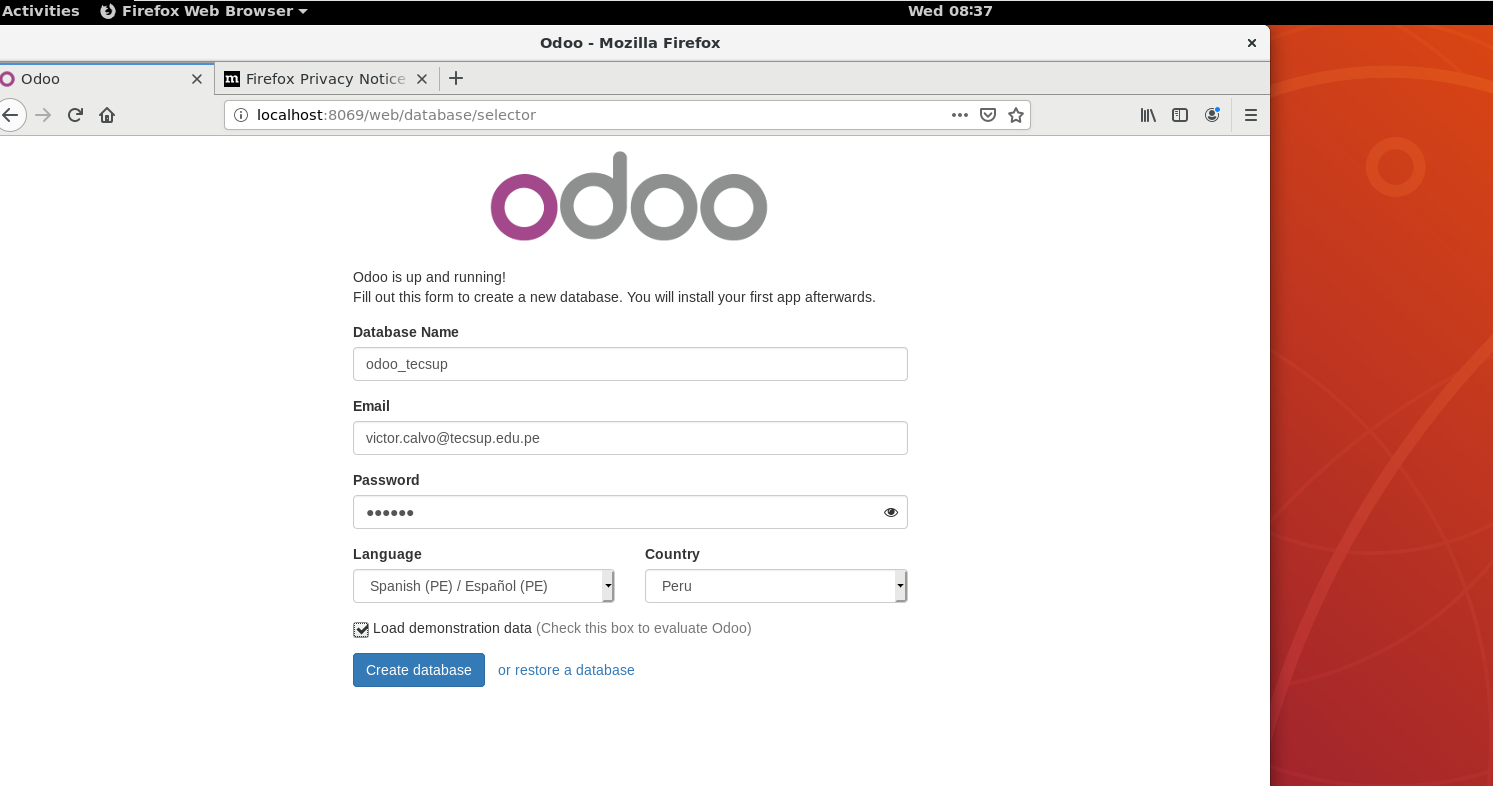 Activities Firefox Web Browser Wed 08:37
Odoo - Mozilla Firefox
Odoo m Firefox Privacy Notice
localhost:8069/web/database/selector
odoo
Odoo is up and running!
Fill out this form to create a new database. You will install your first app afterwards.
Database Name
odoo_tecsup
Email
victor.calvo@tecsup.edu.pe
Password
••••••
Language Country
Spanish (PE) / Español (PE) Peru
Load demonstration data (Check this box to evaluate Odoo)
Create database or restore a database